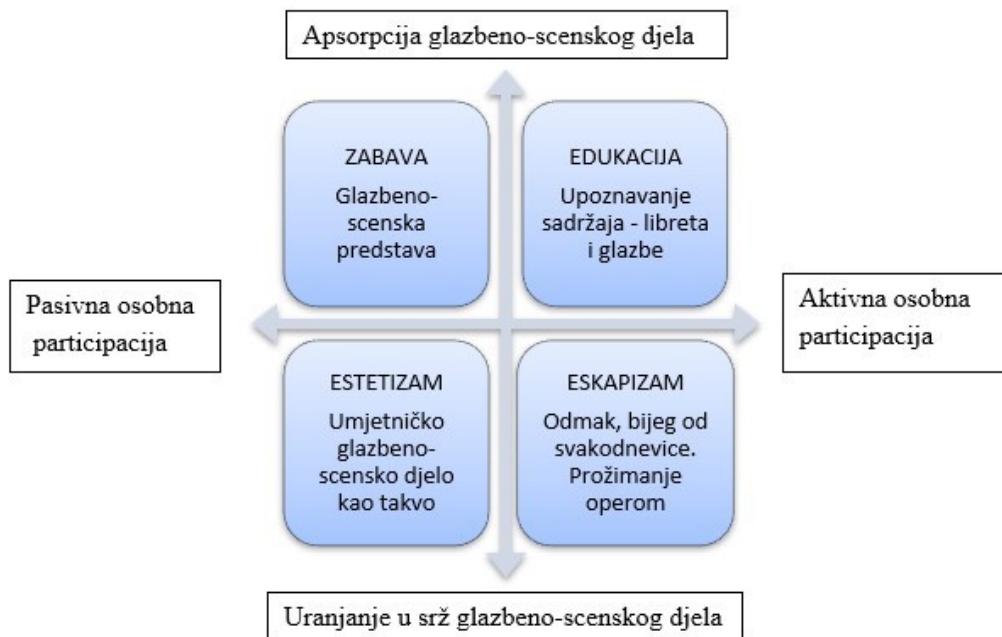 Apsorpcija glazbeno-scenskog djela
ZABAVA
Glazbeno-
scenska
predstava
EDUKACIJA
Upoznavanje
sadržaja - libreta
i glazbe
Pasivna osobna
participacija
Aktivna osobna
participacija
ESTETIZAM
Umjetničko
glazbeno-
scensko djelo
kao takvo
ESKAPIZAM
Odmak, bijeg od
svakodnevice.
Prožimanje
operom
Uranjanje u srž glazbeno-scenskog djela